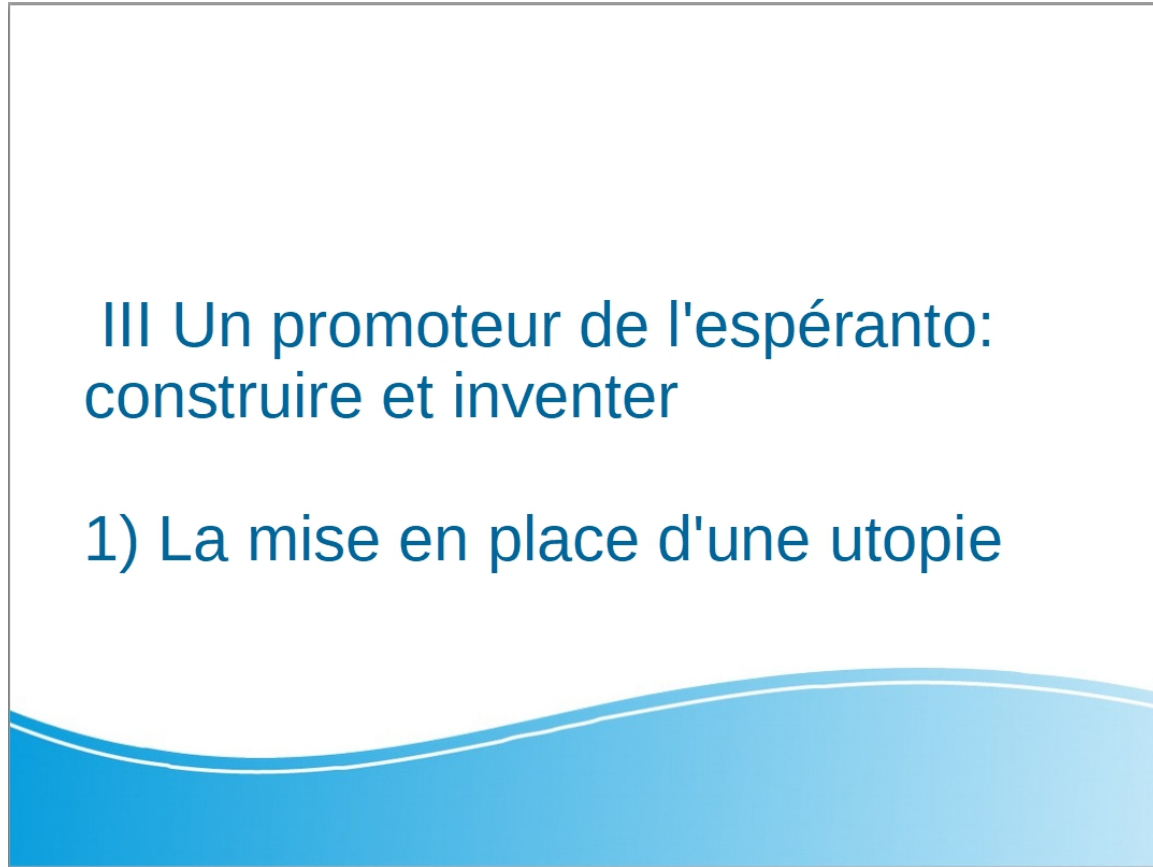 III Un promoteur de l'espéranto:
construire et inventer
1) La mise en place d'une utopie